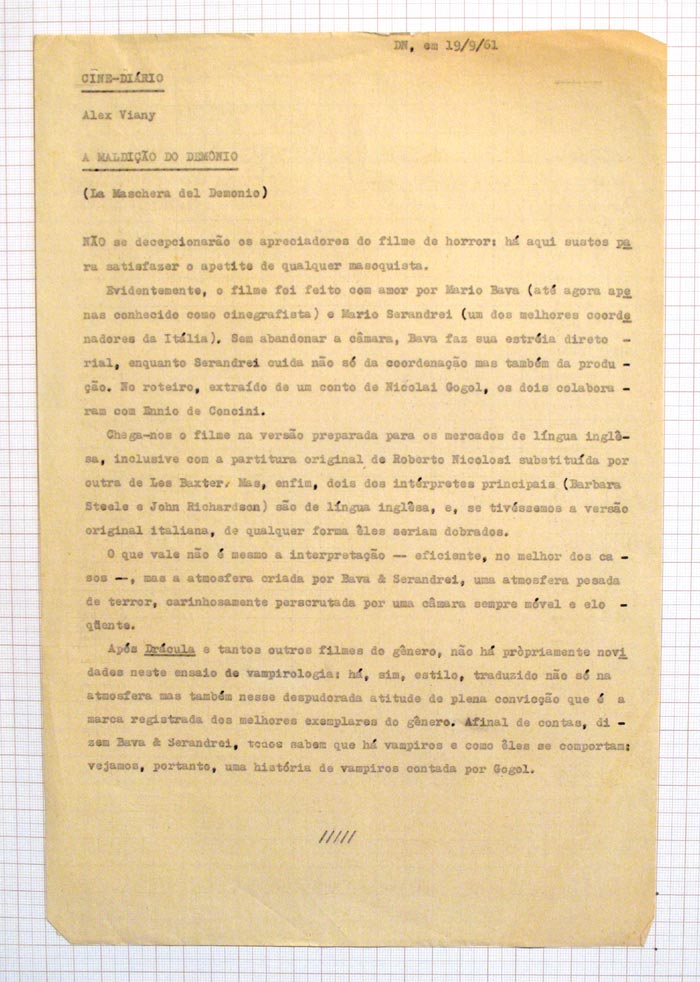 DN, em 19/9/61
CINE-DIÁRIO
Alex Viany
A MALDIÇÃO DO DEMÔNIO
(La Maschera del Demonio)
NÃO se decepcionarão os apreciadores do filme de horror: há aqui sustos pa
ra satisfazer o apetite de qualquer masoquista.
Evidentemente, o filme foi feito com amor por Mario Bava (até agora ape
nas conhecido como cinegrafista) e Mario Serandrei (um dos melhores coorde
nadores da Itália). Sem abandonar a câmara, Bava faz sua estréia direto -
rial, enquanto Serandrei cuida não só da coordenação mas também da produ -
ção. No roteiro, extraído de um conto de Nicolai Gogol, os dois colabora -
ram com Ennio de Concini.
Chega-nos o filme na versão preparada para os mercados de língua inglê-
sa, inclusive com a partitura original de Roberto Nicolosi substituída por
outra de Les Baxter. Mas, enfim, dois dos intérpretes principais (Barbara
Steele e John Richardson) são de língua inglêsa, e, se tivéssemos a versão
original italiana, de qualquer forma êles seriam dobrados.
O que vale não é mesmo a interpretação -- eficiente, no melhor dos ca -
sos --, mas a atmosfera criada por Bava & Serandrei, uma atmosfera pesada
de terror, carinhosamente perscrutada por uma câmara sempre móvel e elo -
qüente.
Após Drácula e tantos outros filmes do gênero, não há pròpriamente novi
dades neste ensaio de vampirologia: há, sim, estilo, traduzido não só na
atmosfera mas também nesse despudorada atitude de plena convicção que é a
marca registrada dos melhores exemplares do gênero. Afinal de contas, di -
zem Bava & Serandrei, todos sabem que há vampiros e como êles se comportam:
vejamos, portanto, uma história de vampiros contada por Gogol.
/////